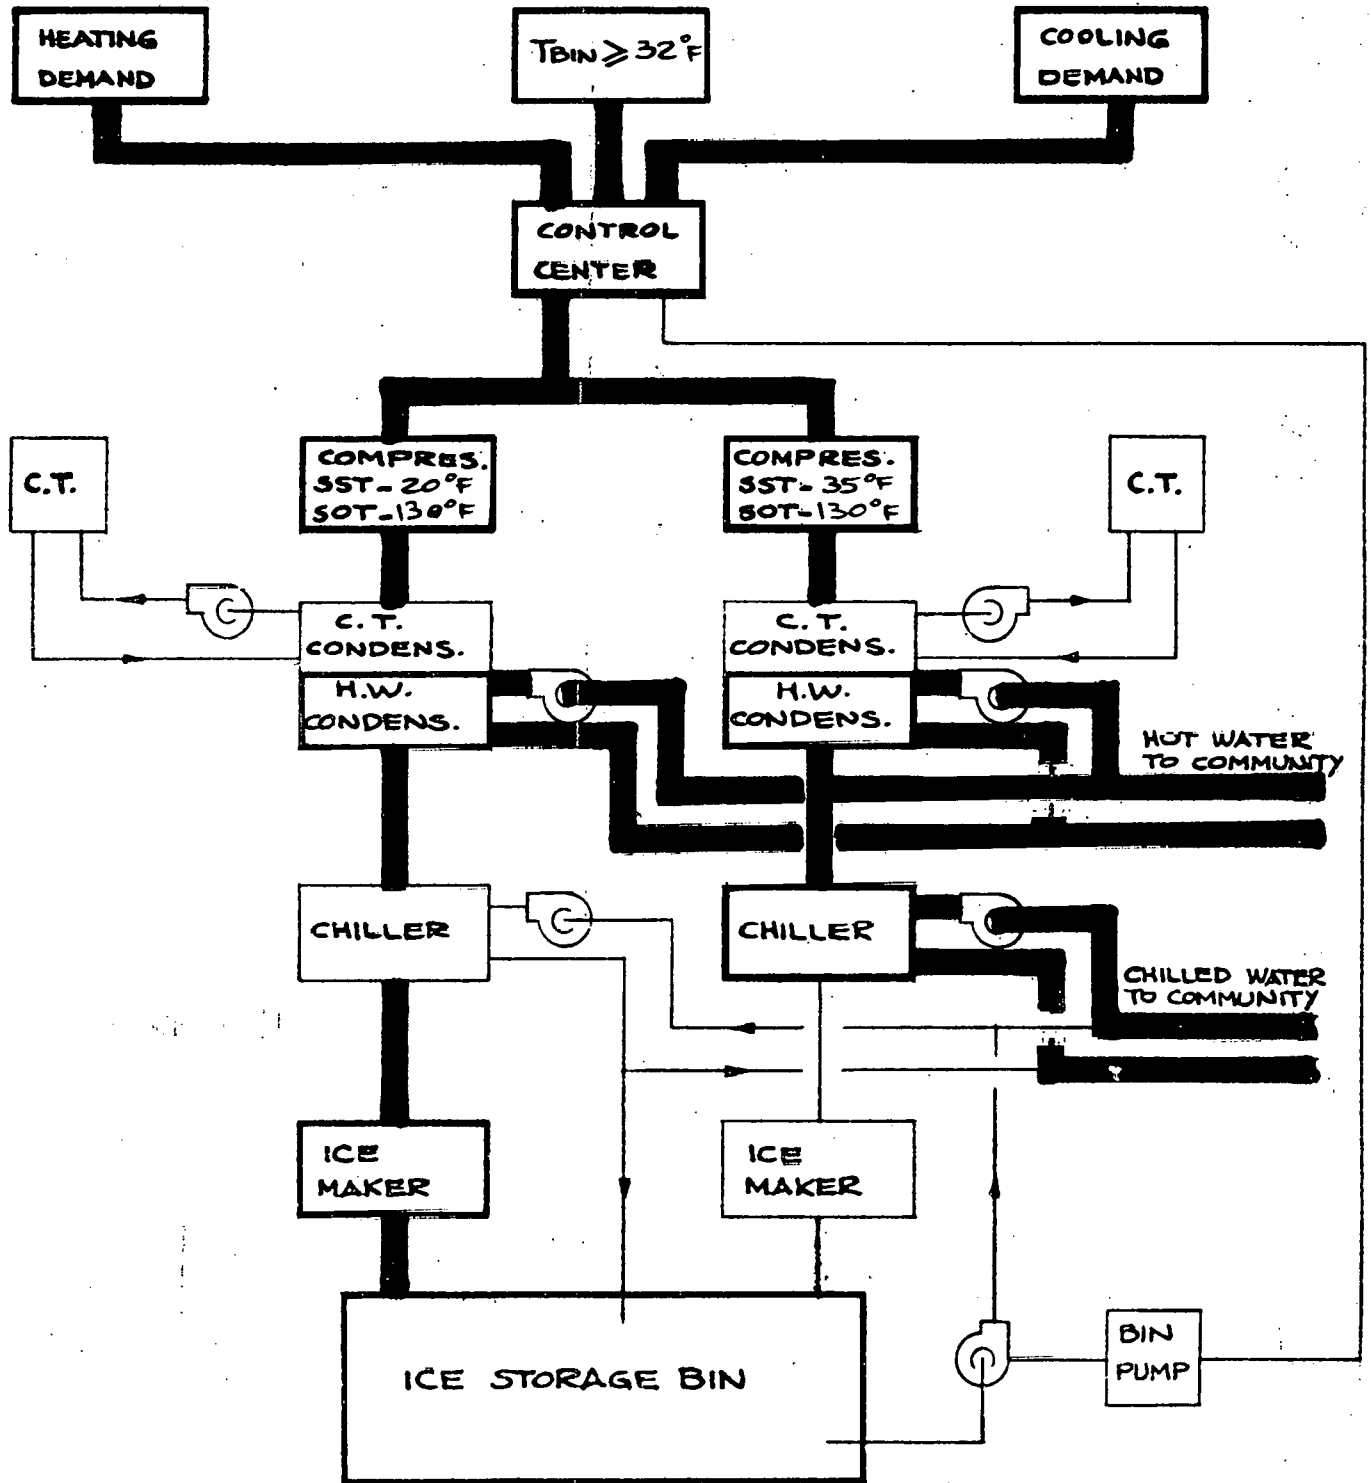 HEATING
DEMAND
TBIN ≥ 32°F
COOLING
DEMAND
CONTROL
CENTER
C.T.
COMPRES.
SST-20°F
SOT-130°F
COMPRES.
SST-35°F
SOT-130°F
C.T.
C.T.
CONDENS.
H.W.
CONDENS.
C.T.
CONDENS.
H.W.
CONDENS.
HOT WATER
TO COMMUNITY
CHILLER
CHILLER
CHILLED WATER
TO COMMUNITY
ICE
MAKER
ICE
MAKER
ICE STORAGE BIN
BIN
PUMP